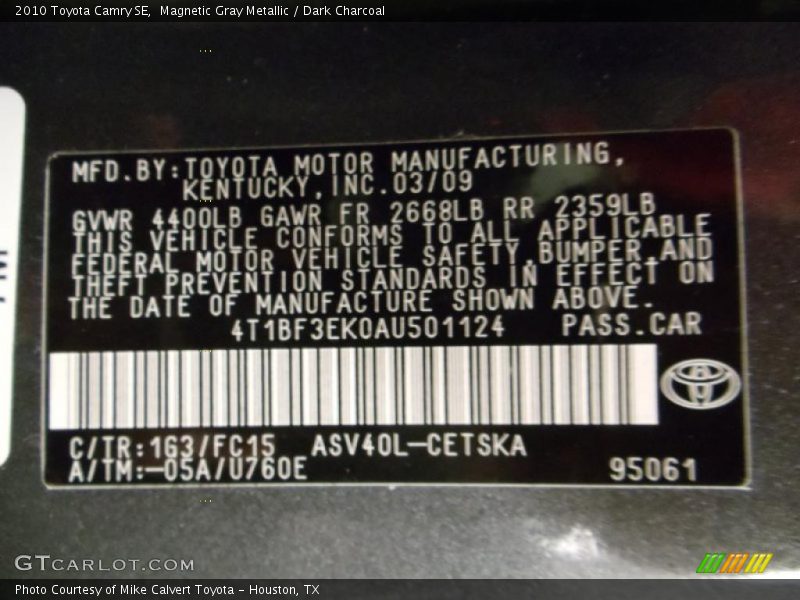 2010 Toyota Camry SE, Magnetic Gray Metallic / Dark Charcoal
MFD.BY:TOYOTA MOTOR MANUFACTURING,
KENTUCKY,INC.03/09
GVWR 4400LB GAWR FR 2668LB RR 2359LB
THIS VEHICLE CONFORMS TO ALL APPLICABLE
FEDERAL MOTOR VEHICLE SAFETY,BUMPER,AND
THEFT PREVENTION STANDARDS IN EFFECT ON
THE DATE OF MANUFACTURE SHOWN ABOVE.
4T1BF3EK0AU501124 PASS.CAR
C/TR:1G3/FC15 ASV40L-CETSKA
A/TM:-05A/U760E 95061
GTCARLOT.COM
Photo Courtesy of Mike Calvert Toyota - Houston, TX